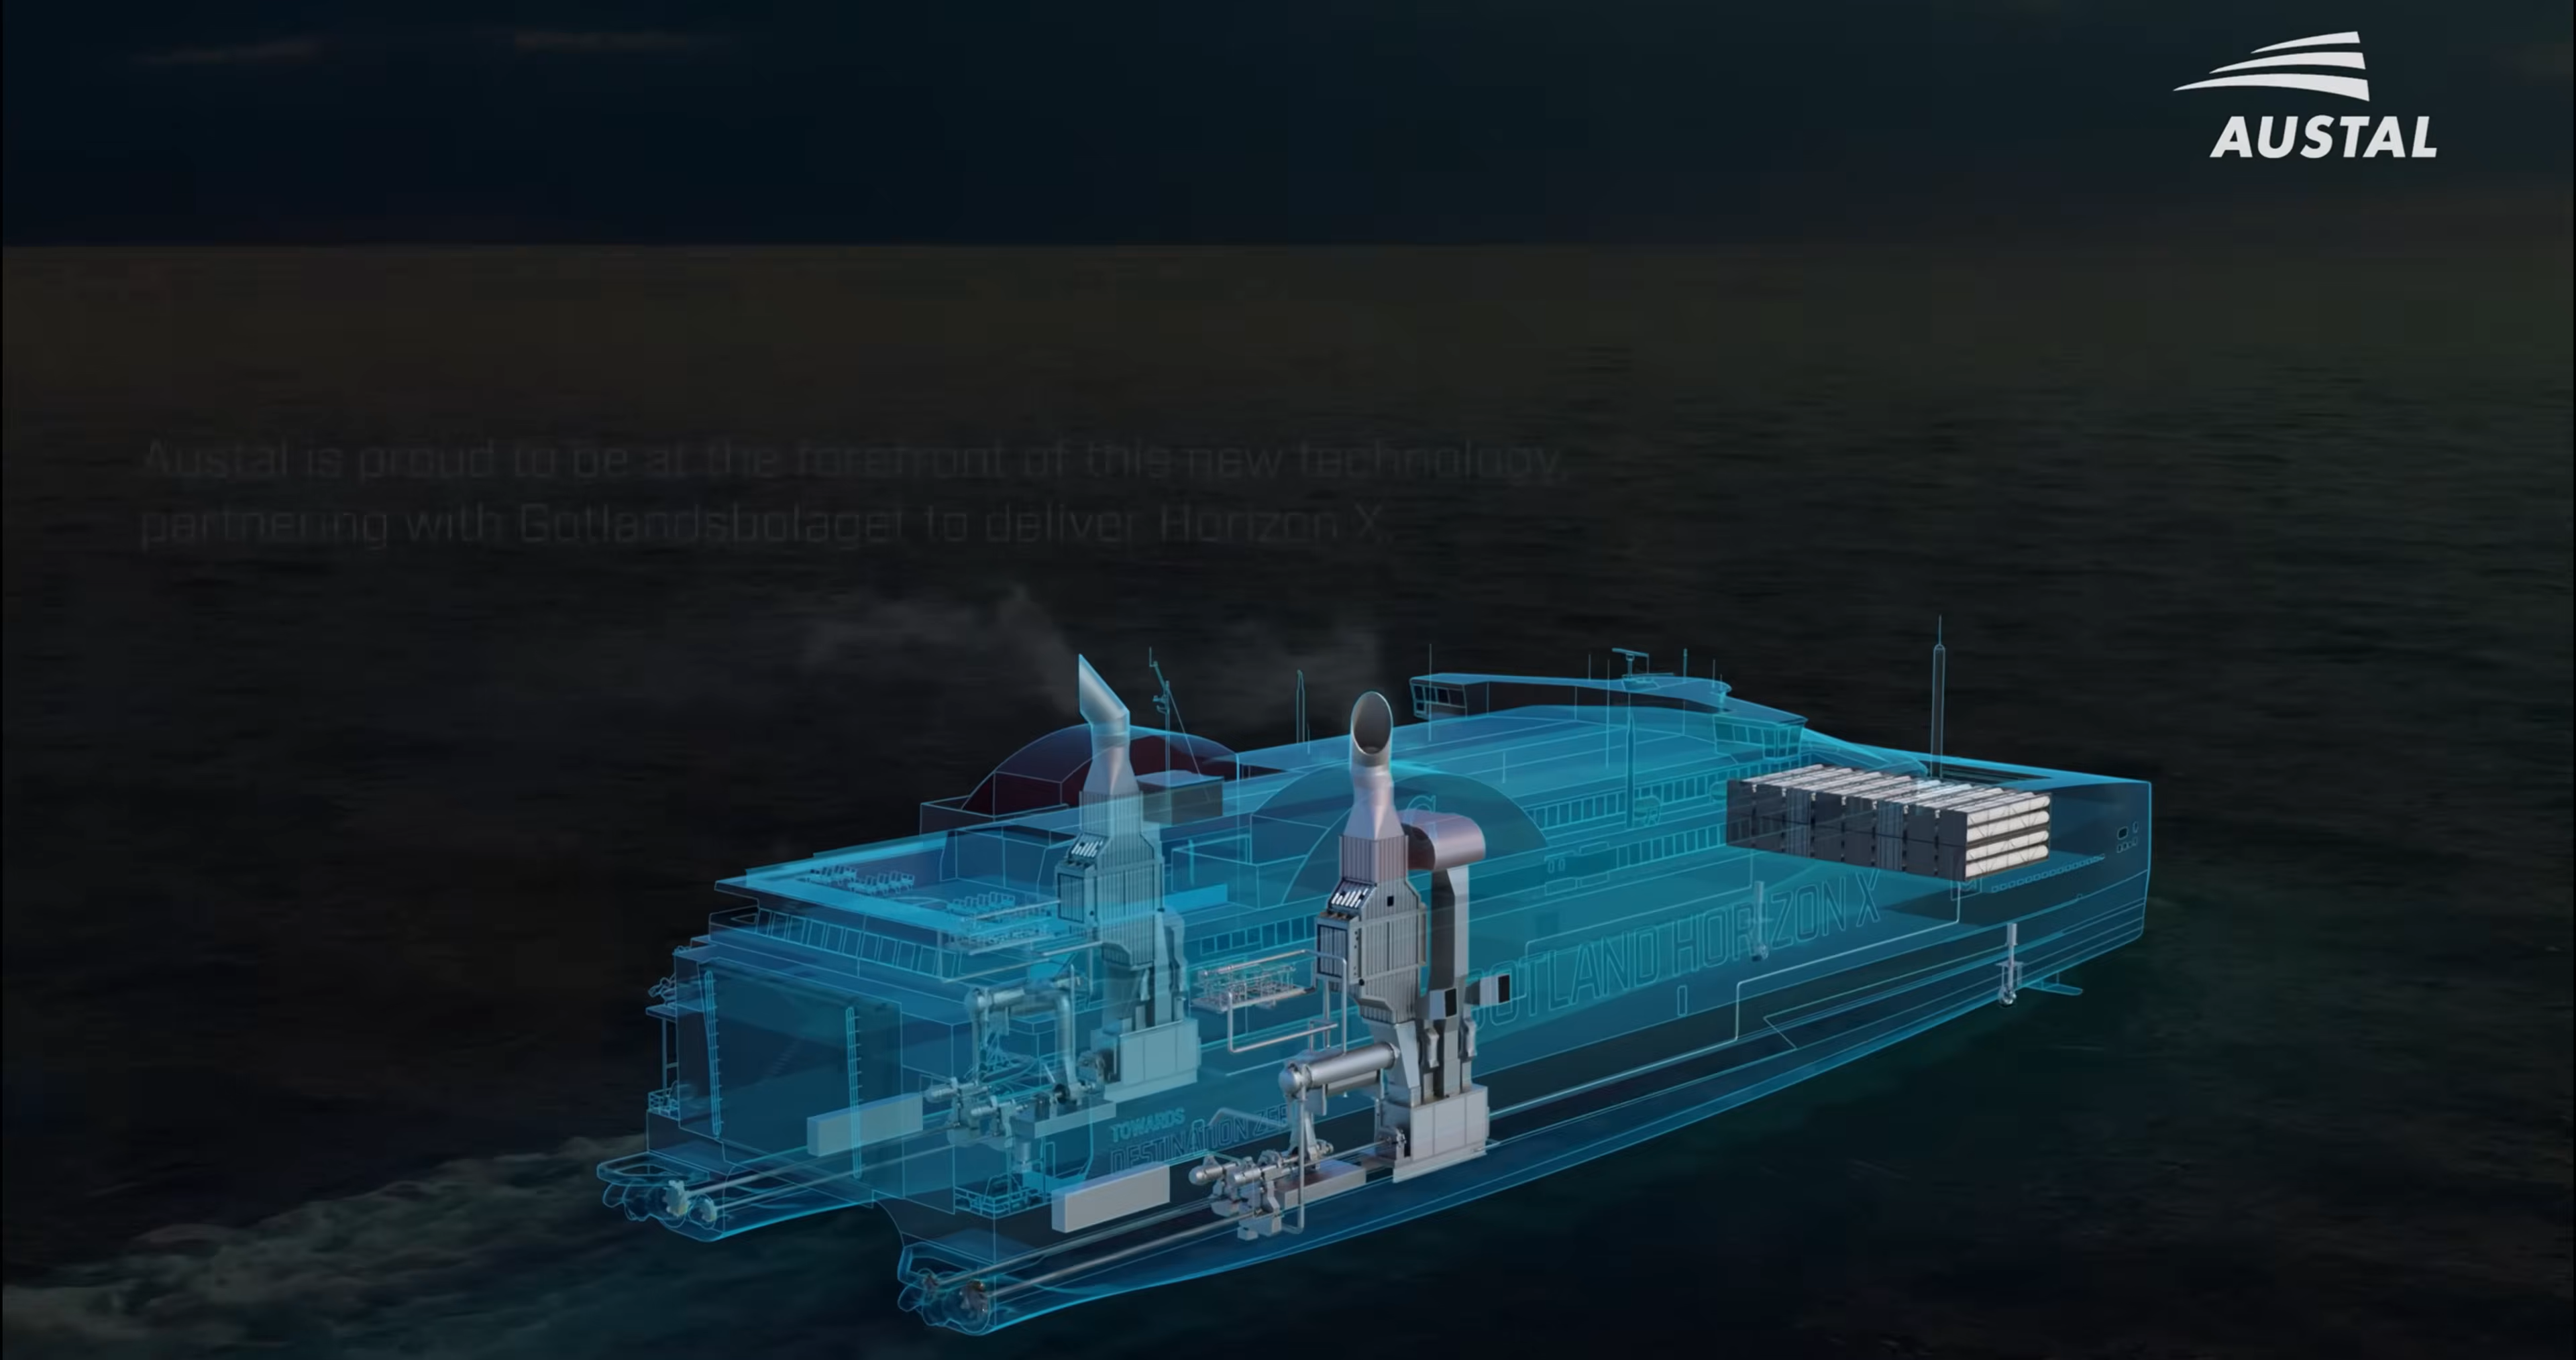 AUSTAL
Austal is proud to be at the forefront of this new technology,
partnering with Gotlandsbolaget to deliver Horizon X.
GOTLAND HORIZON X
TOWARDS
DESTINATION ZERO